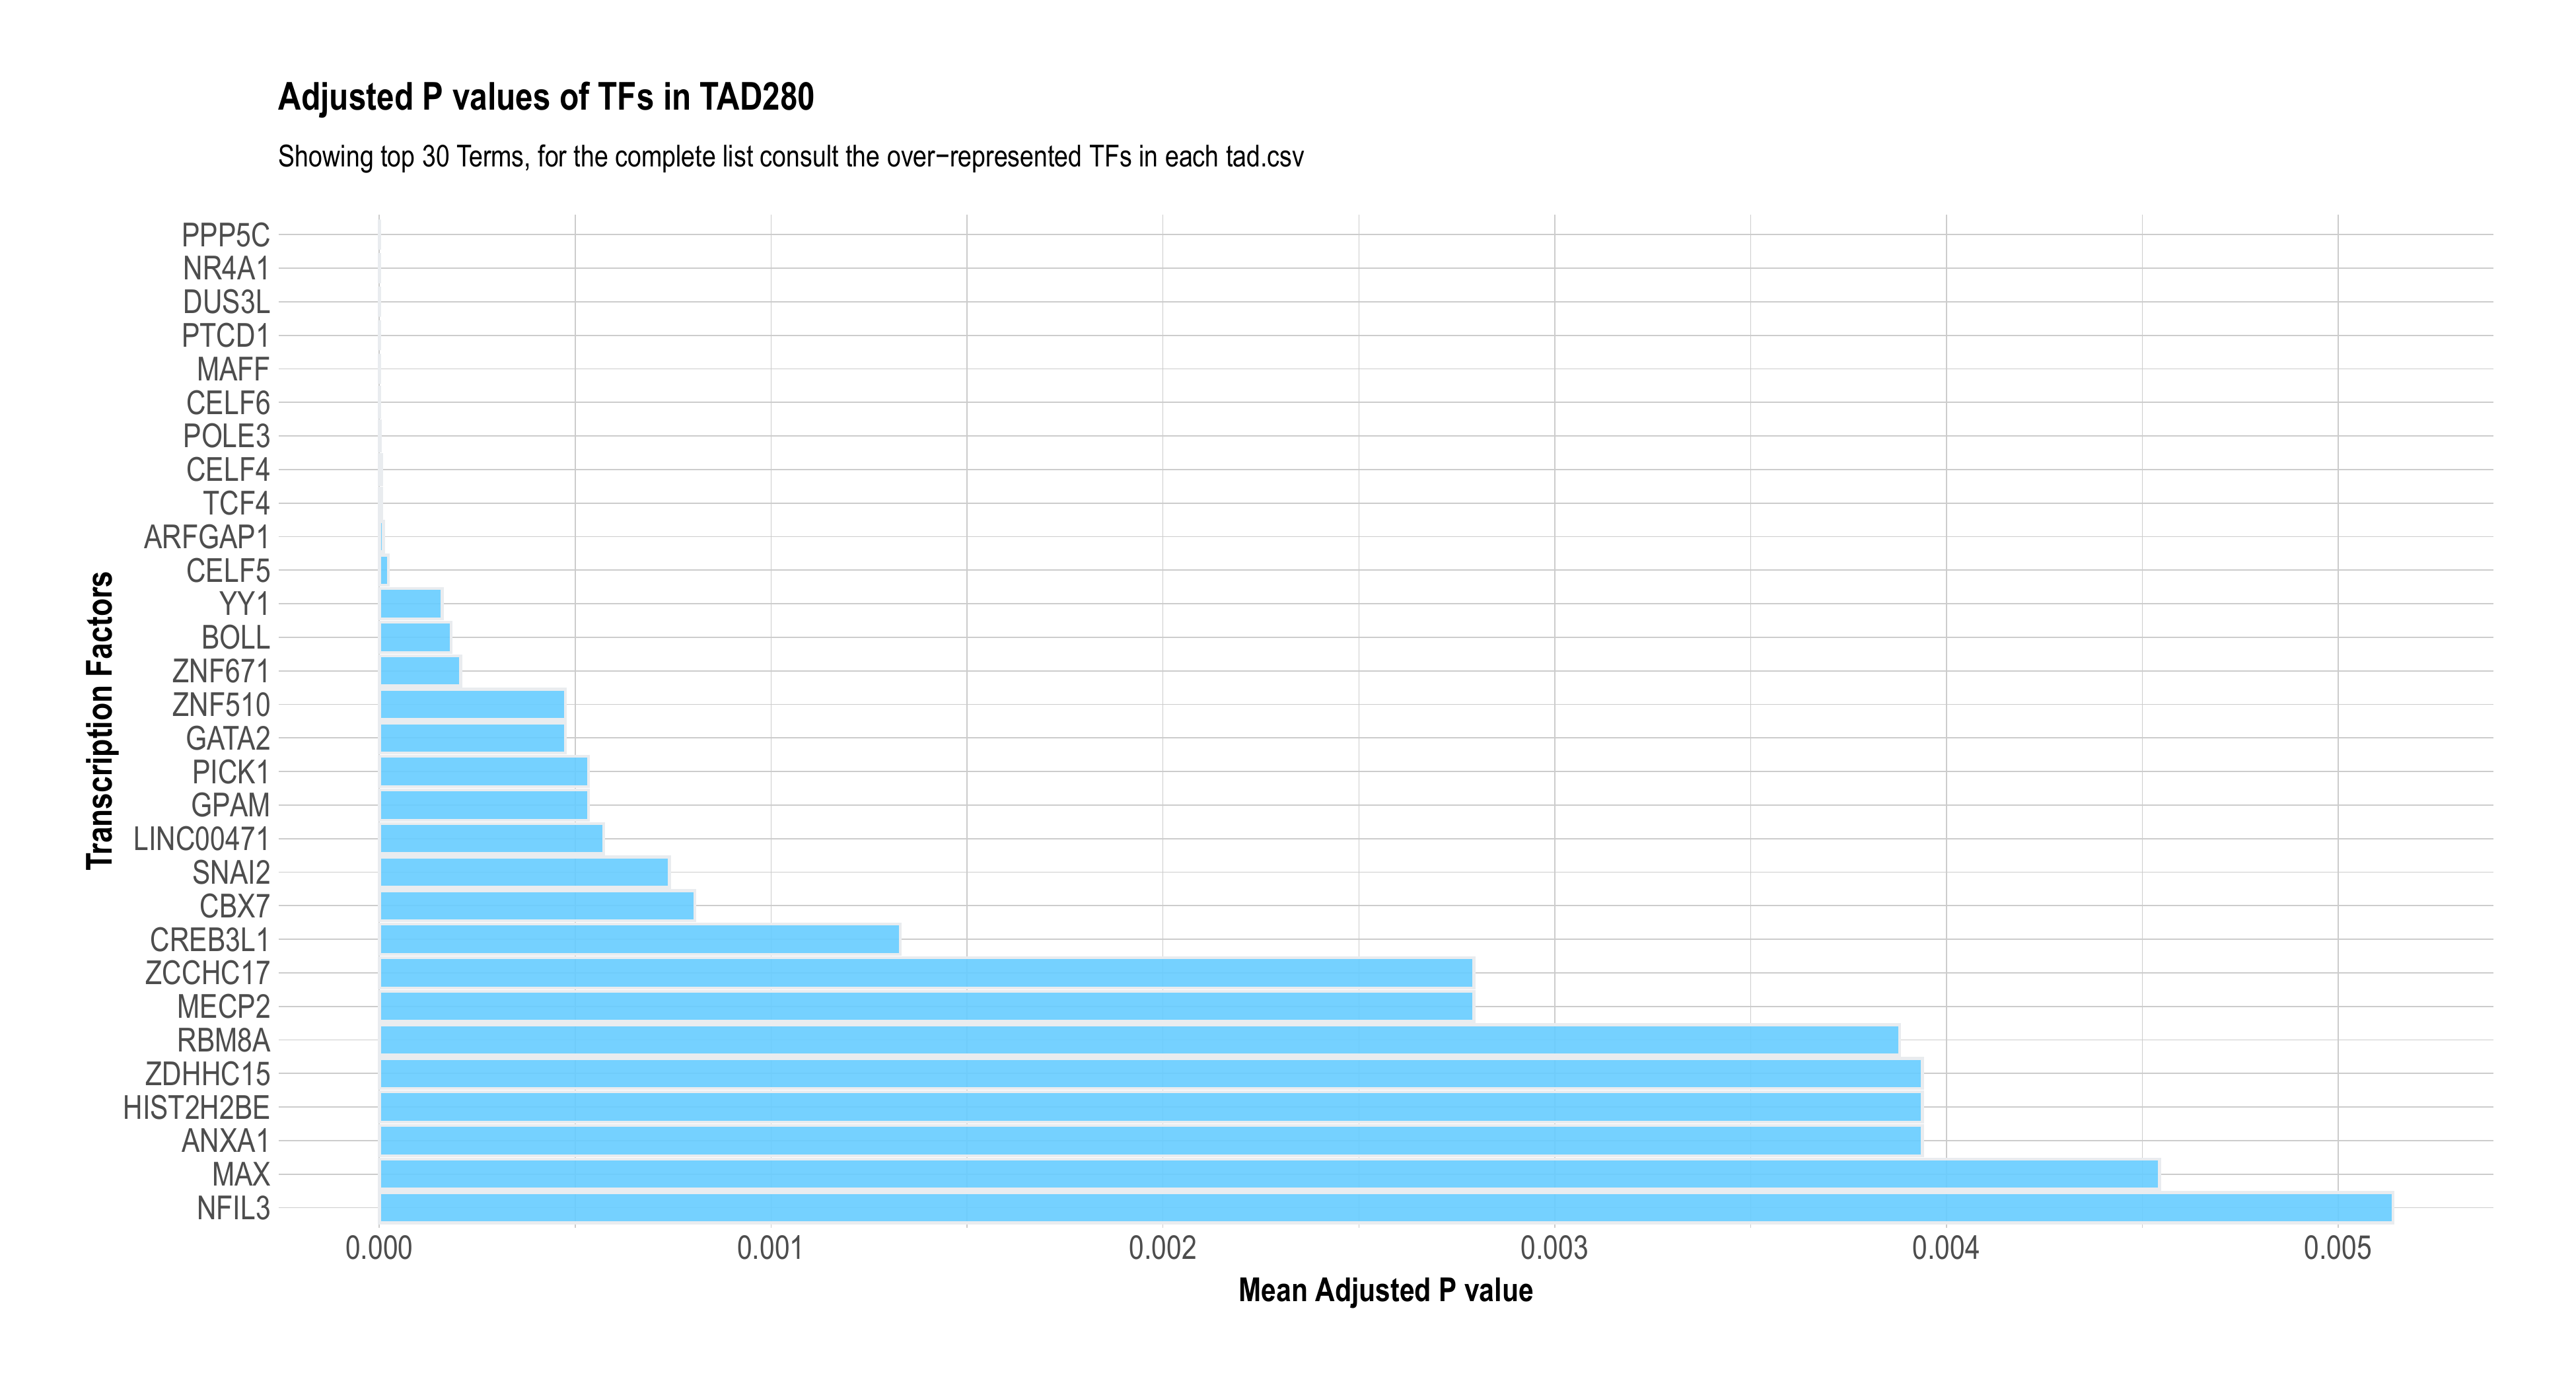 Adjusted P values of TFs in TAD280
Showing top 30 Terms, for the complete list consult the over−represented TFs in each tad.csv
Transcription Factors
PPP5C
NR4A1
DUS3L
PTCD1
MAFF
CELF6
POLE3
CELF4
TCF4
ARFGAP1
CELF5
YY1
BOLL
ZNF671
ZNF510
GATA2
PICK1
GPAM
LINC00471
SNAI2
CBX7
CREB3L1
ZCCHC17
MECP2
RBM8A
ZDHHC15
HIST2H2BE
ANXA1
MAX
NFIL3
0.000 0.001 0.002 0.003 0.004 0.005
Mean Adjusted P value